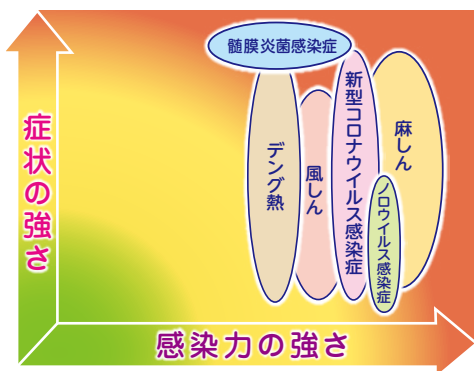 髄膜炎菌感染症
デング熱
風しん
新型コロナウイルス感染症
麻しん
ノロウイルス感染症
症状の強さ
感染力の強さ